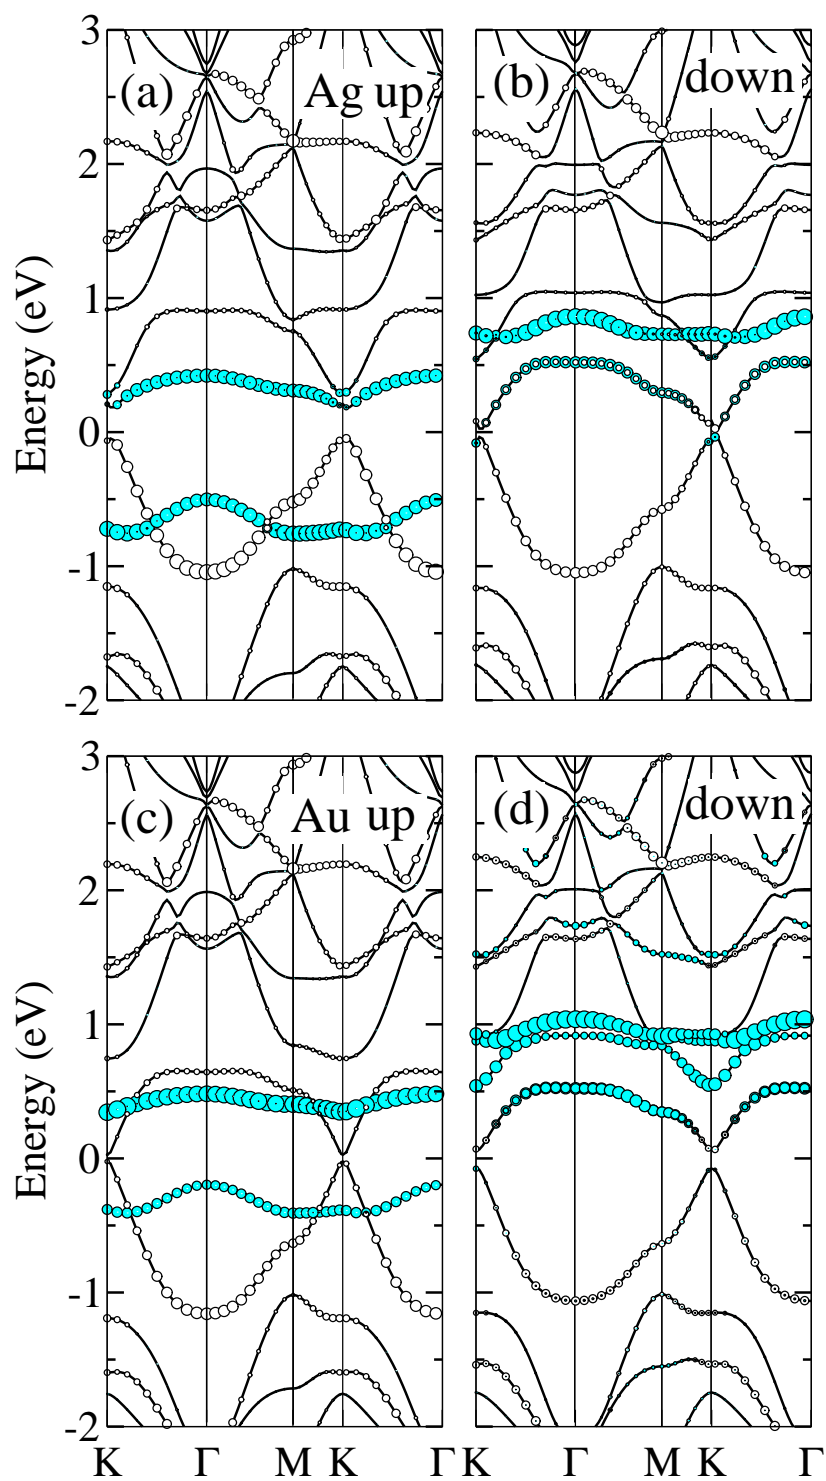 3
(a) Ag up
(b) down
2
1
0
-1
-2
Energy (eV)
3
(c) Au up
(d) down
2
1
0
-1
-2
Energy (eV)
K Γ M K Γ K Γ M K Γ